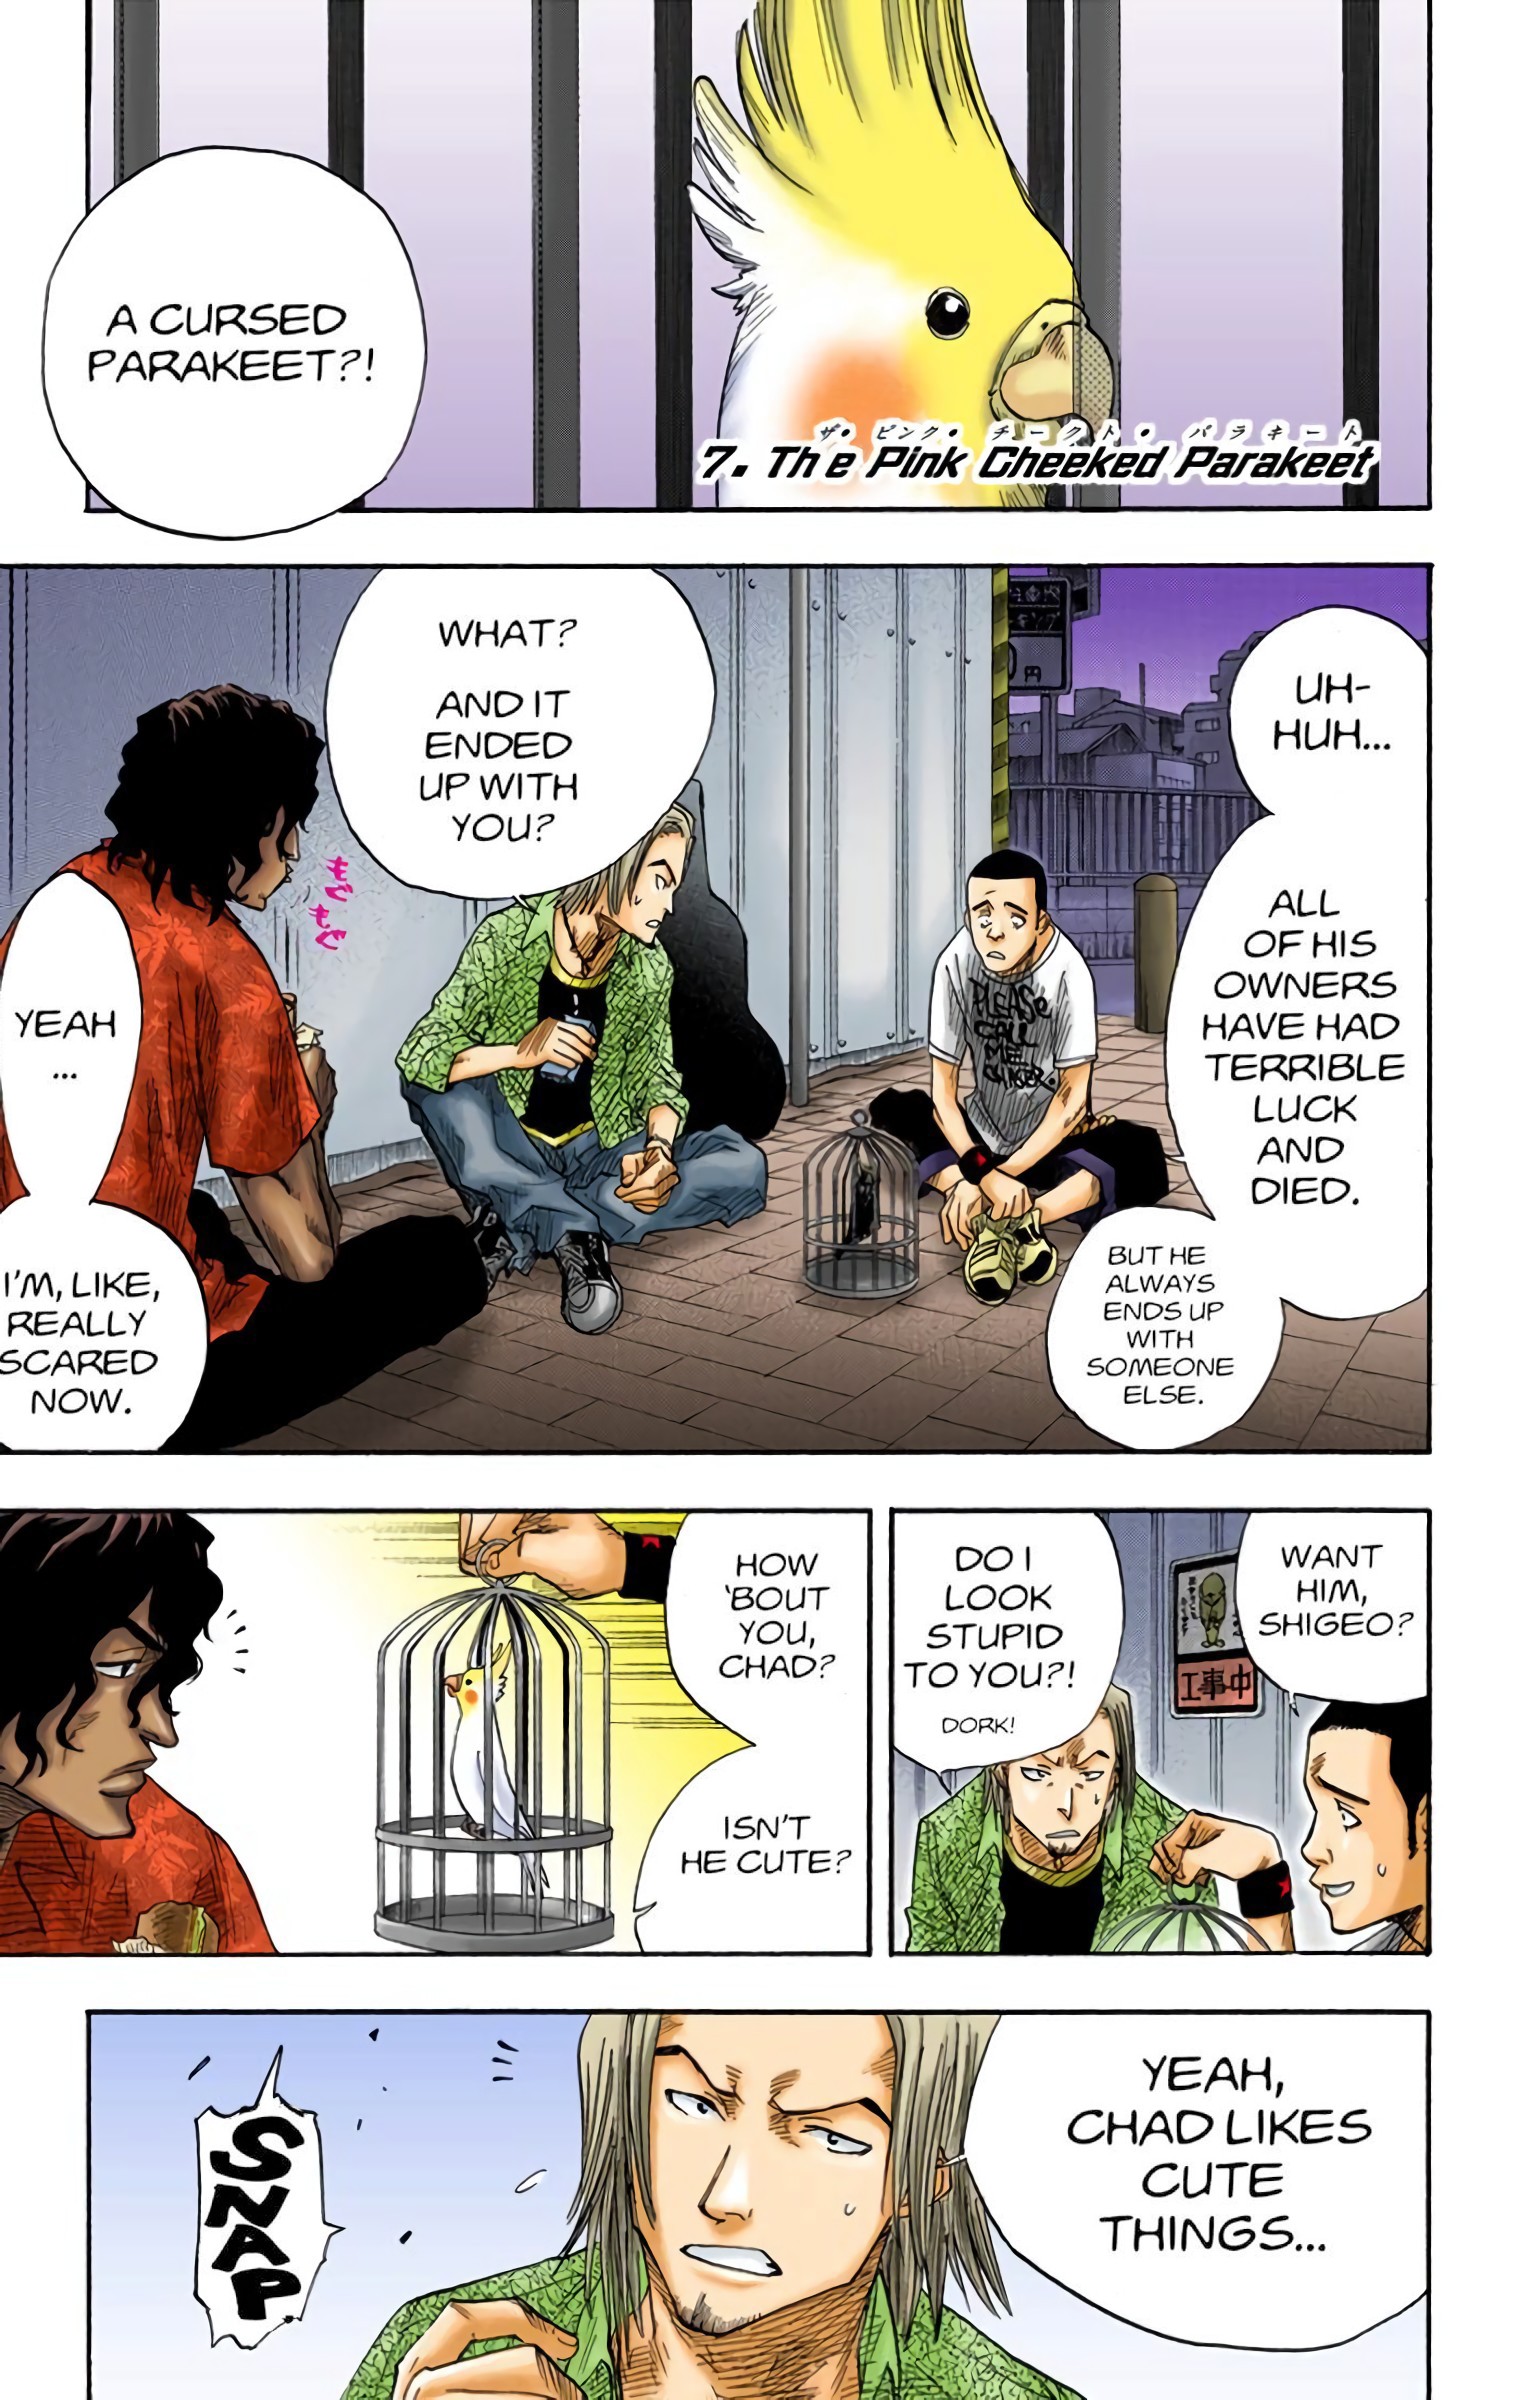 A CURSED
PARAKEET?!
ザ・ ピンク・ チークト・ パラキート
7. The Pink Cheeked Parakeet
UH-
HUH...
ALL
OF HIS
OWNERS
HAVE HAD
TERRIBLE
LUCK
AND
DIED.
BUT HE
ALWAYS
ENDS UP
WITH
SOMEONE
ELSE.
WHAT?
AND IT
ENDED
UP WITH
YOU?
もぐ
もぐ
PLEASE
CALL
ME
円
YEAH
...
I'M, LIKE,
REALLY
SCARED
NOW.
WANT
HIM,
SHIGEO?
工事中
DO I
LOOK
STUPID
TO YOU?!
DORK!
HOW
'BOUT
YOU,
CHAD?
ISN'T
HE CUTE?
YEAH,
CHAD LIKES
CUTE
THINGS...
SNAP